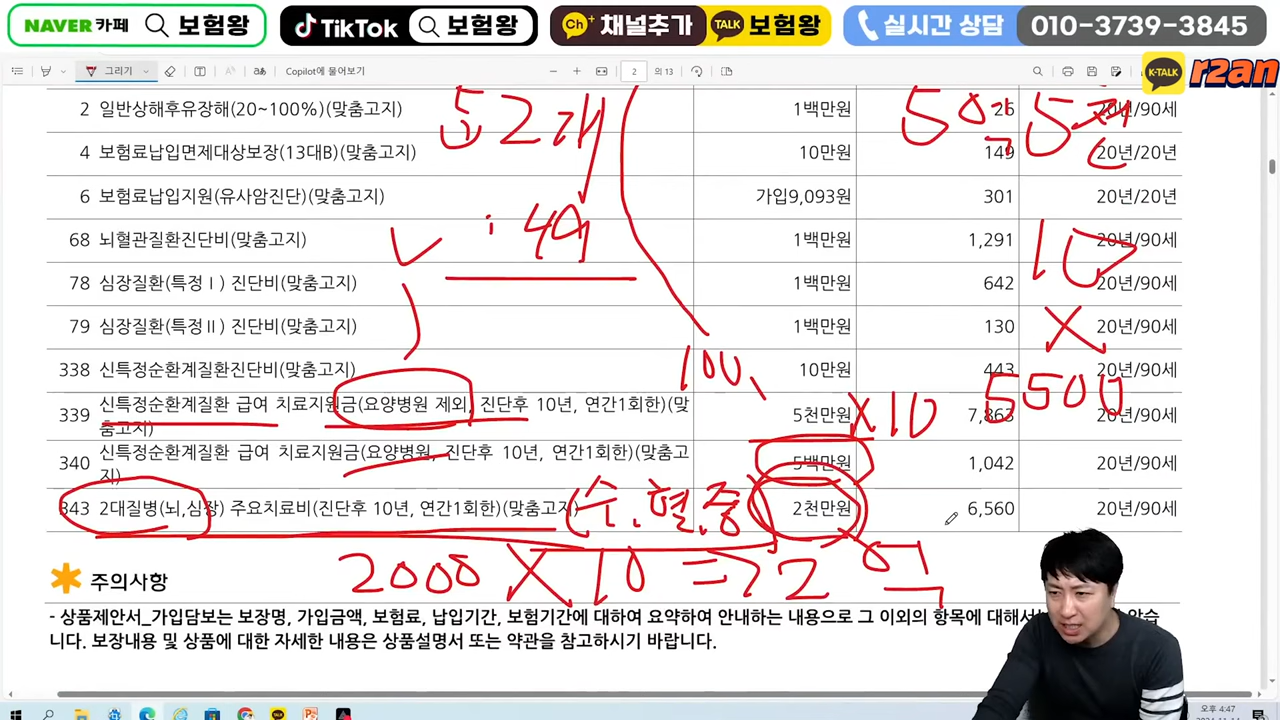 NAVER 카페 보험왕 TikTok 보험왕 Ch+ 채널추가 TALK 보험왕 실시간 상담 010-3739-3845
그리기 Copilot에 물어보기 2 의 13
K-TALK r2an
2 일반상해후유장해(20~100%)(맞춤고지) 1백만원 26 20년/90세
52개
4 보험료납입면제대상보장(13대B)(맞춤고지) 10만원 149 20년/20년
6 보험료납입지원(유사암진단)(맞춤고지) 가입9,093원 301 20년/20년
49
68 뇌혈관질환진단비(맞춤고지) 1백만원 1,291 20년/90세
10
78 심장질환(특정Ⅰ) 진단비(맞춤고지) 1백만원 642 20년/90세
79 심장질환(특정Ⅱ) 진단비(맞춤고지) 1백만원 130 20년/90세
X
338 신특정순환계질환진단비(맞춤고지) 10만원 443 20년/90세
100
5500
339 신특정순환계질환 급여 치료지원금(요양병원 제외, 진단후 10년, 연간1회한)(맞춤고지) 5천만원 7,863 20년/90세
X10
340 신특정순환계질환 급여 치료지원금(요양병원, 진단후 10년, 연간1회한)(맞춤고지) 5백만원 1,042 20년/90세
343 2대질병(뇌,심장) 주요치료비(진단후 10년, 연간1회한)(맞춤고지) 2천만원 6,560 20년/90세
(수.혈.중
2000 X 10 => 2억
주의사항
- 상품제안서_가입담보는 보장명, 가입금액, 보험료, 납입기간, 보험기간에 대하여 요약하여 안내하는 내용으로 그 이외의 항목에 대해서
니다. 보장내용 및 상품에 대한 자세한 내용은 상품설명서 또는 약관을 참고하시기 바랍니다.
오후 4:47